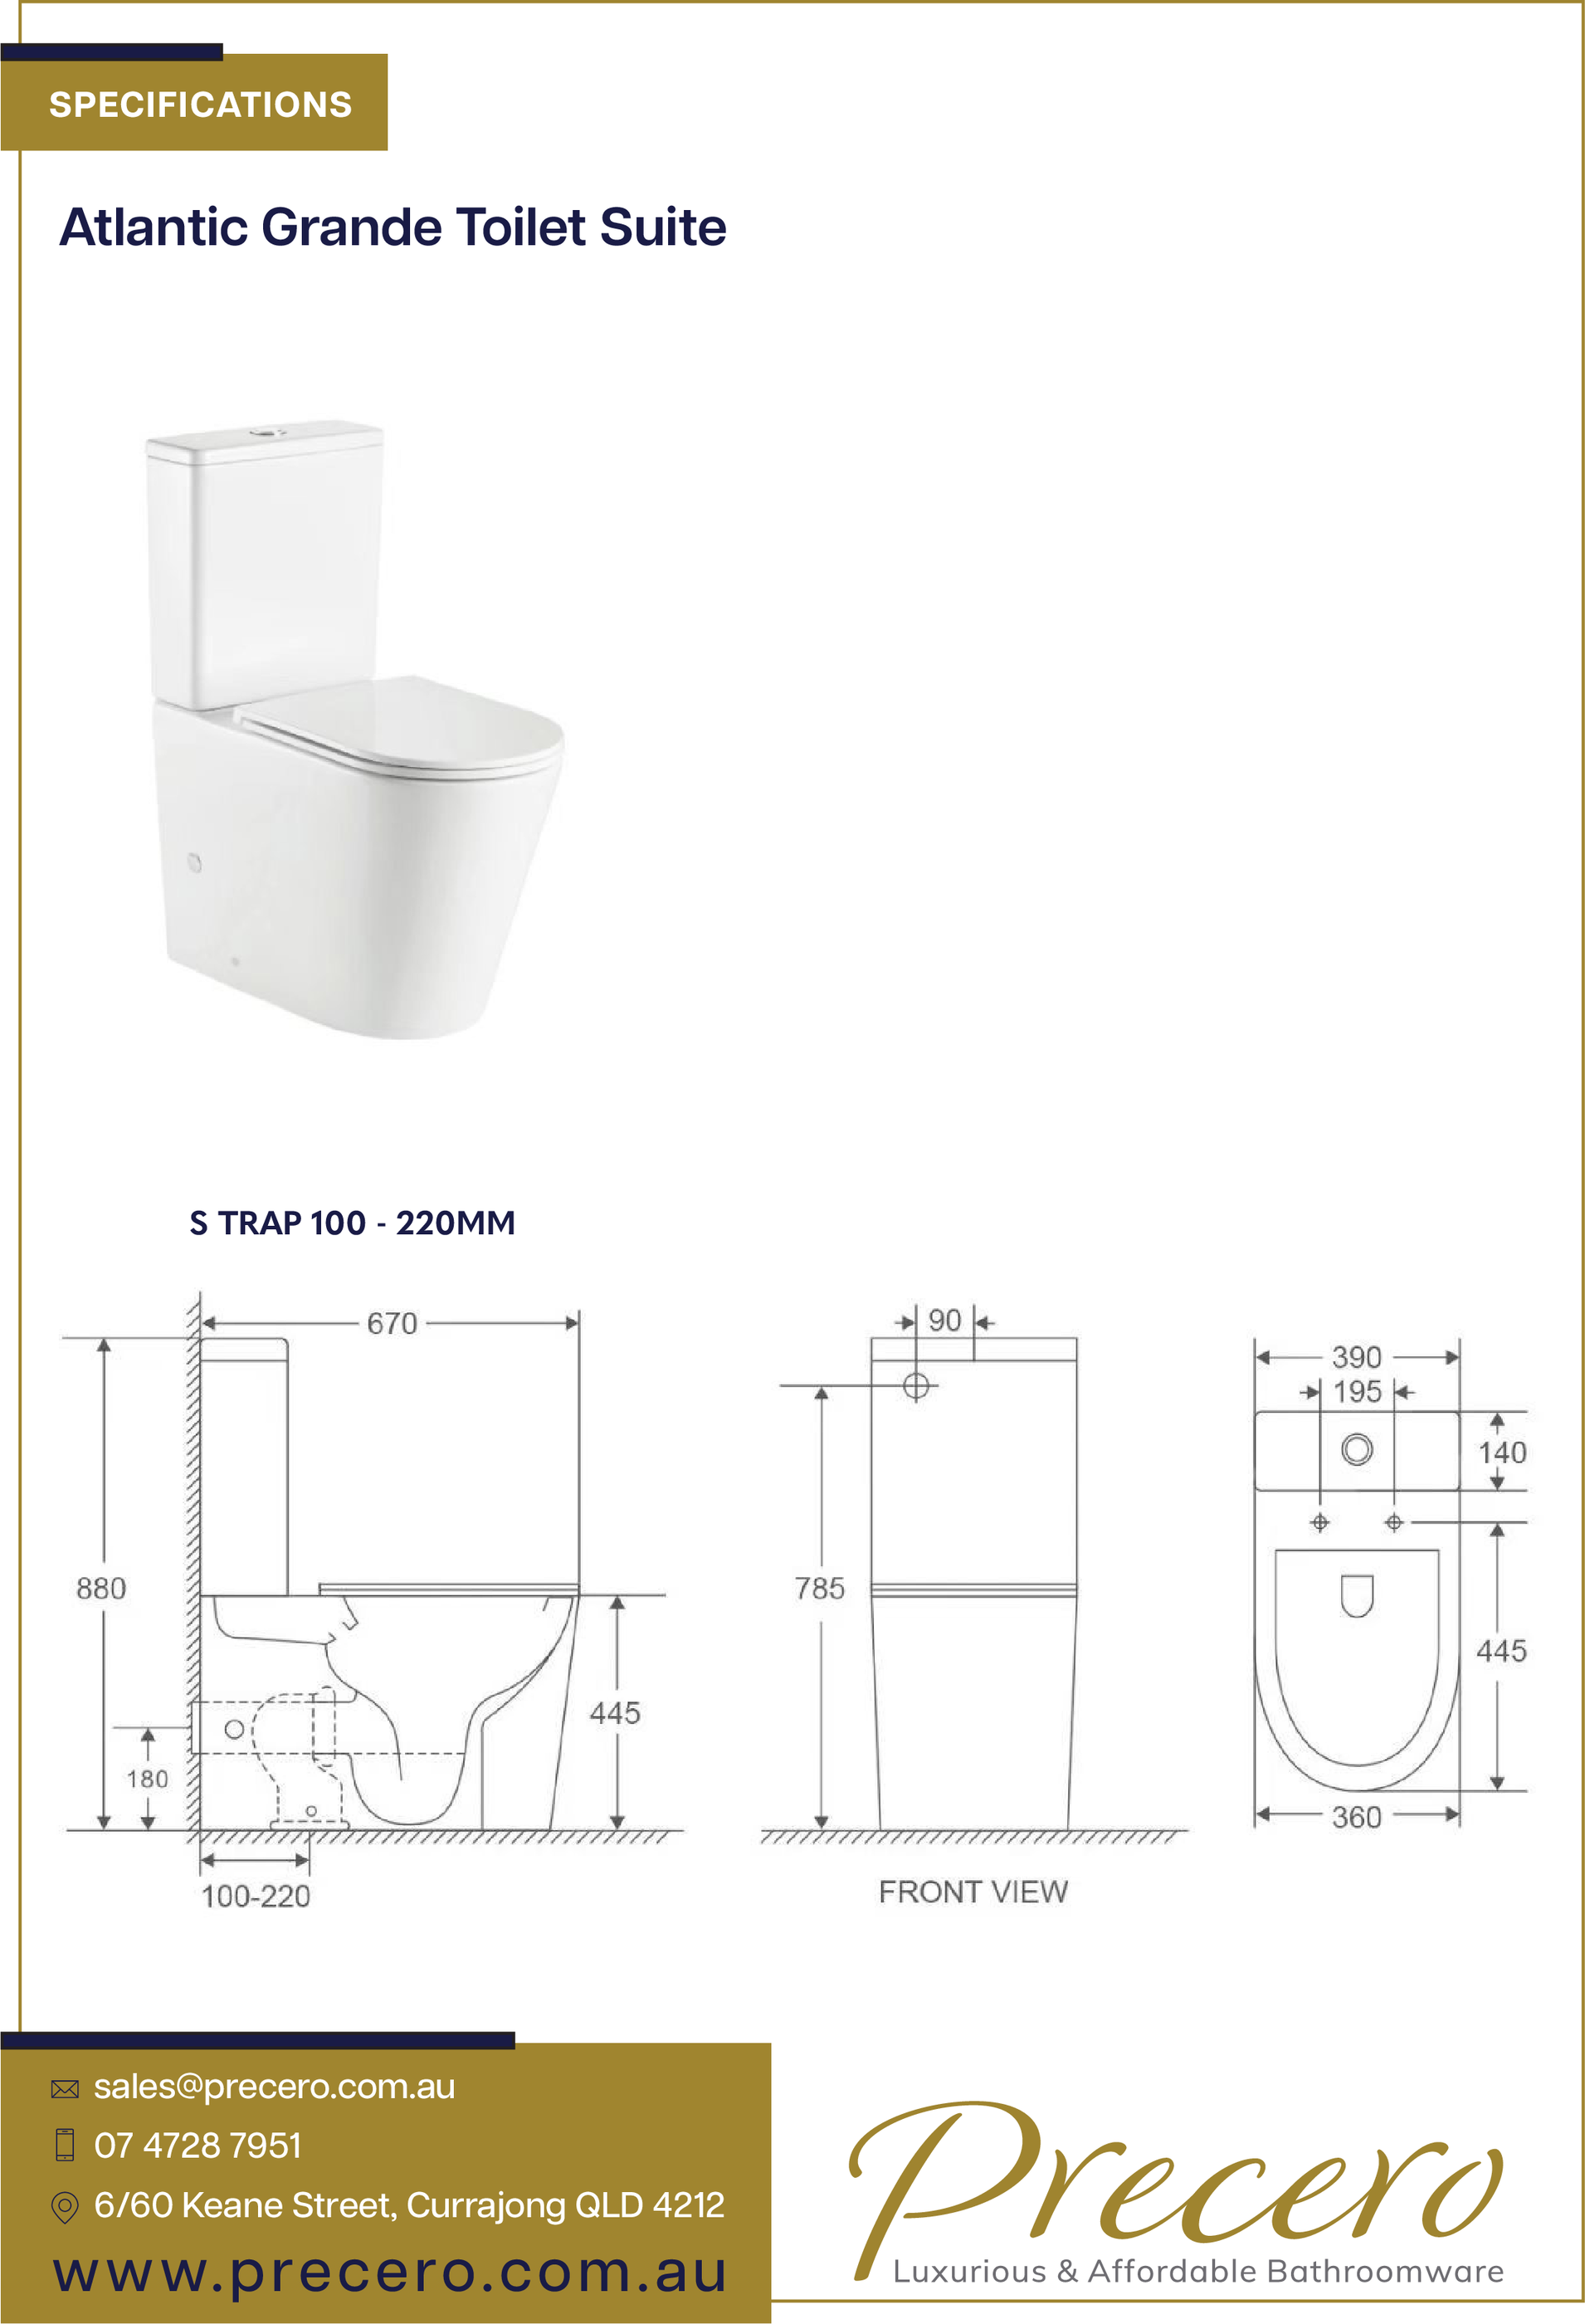 SPECIFICATIONS
Atlantic Grande Toilet Suite
S TRAP 100 - 220MM
670
880
180
445
100-220
90
785
FRONT VIEW
390
195
140
445
360
sales@precero.com.au
07 4728 7951
6/60 Keane Street, Currajong QLD 4212
www.precero.com.au
Precero
Luxurious & Affordable Bathroomware